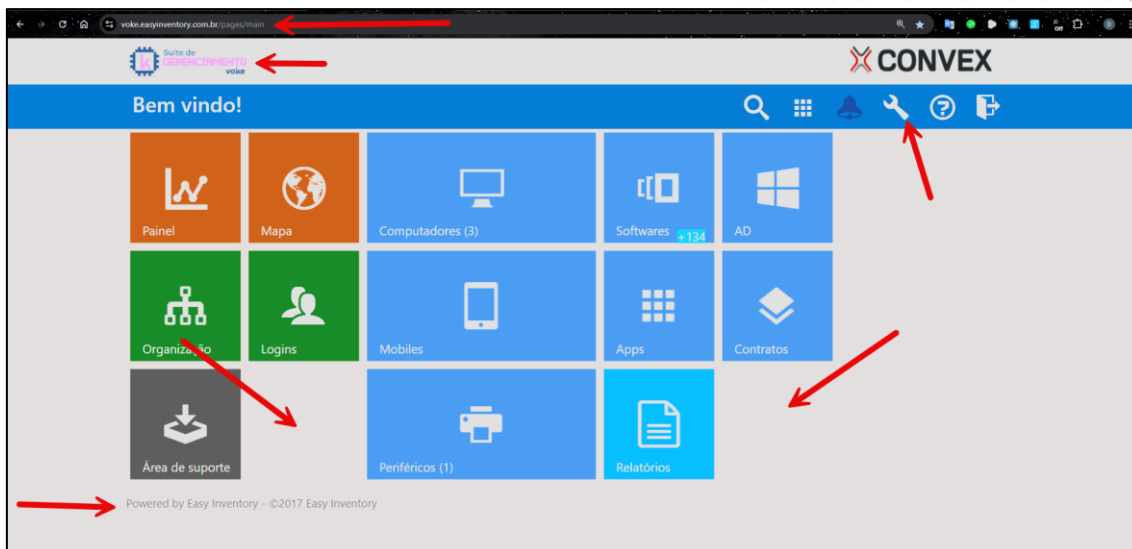 voke.easyinventory.com.br/pages/main
off
Suite de
GERENCIAMENTO
voke
CONVEX
Bem vindo!
Painel
Mapa
Computadores (3)
Softwares +134
AD
Organização
Logins
Mobiles
Apps
Contratos
Área de suporte
Periféricos (1)
Relatórios
Powered by Easy Inventory - ©2017 Easy Inventory